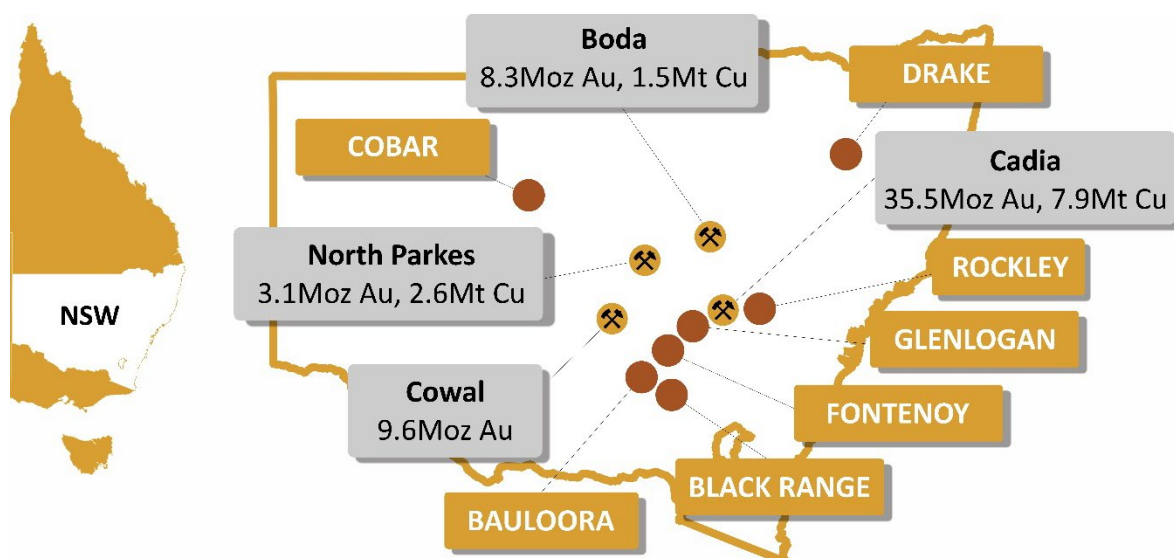 Boda
8.3Moz Au, 1.5Mt Cu
DRAKE
COBAR
Cadia
35.5Moz Au, 7.9Mt Cu
North Parkes
3.1Moz Au, 2.6Mt Cu
ROCKLEY
NSW
GLENLOGAN
Cowal
9.6Moz Au
FONTENOY
BLACK RANGE
BAULOORA